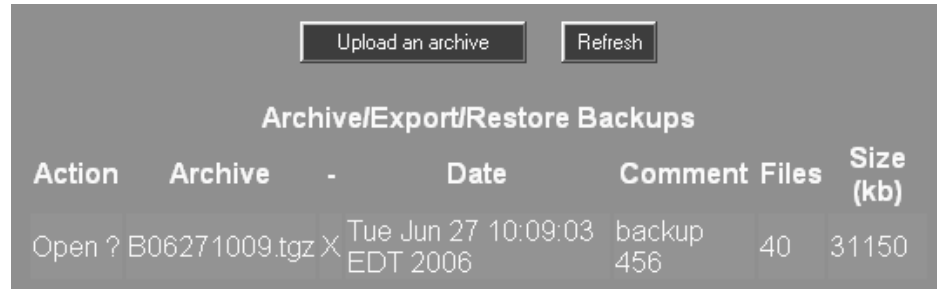 Upload an archive Refresh
Archive/Export/Restore Backups
Action Archive - Date Comment Files Size (kb)
Open ? B06271009.tgz X Tue Jun 27 10:09:03 EDT 2006 backup 456 40 31150